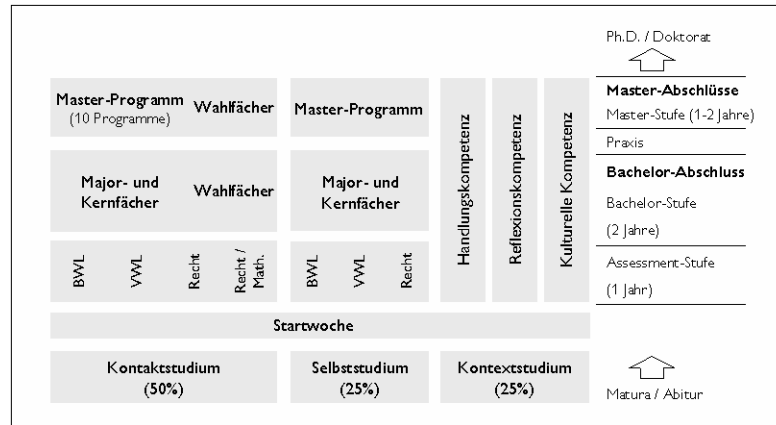 Ph.D. / Doktorat
Master-Programm
(10 Programme)
Wahlfächer
Master-Programm
Handlungskompetenz
Reflexionskompetenz
Kulturelle Kompetenz
Master-Abschlüsse
Master-Stufe (1-2 Jahre)
Praxis
Major- und
Kernfächer
Wahlfächer
Major- und
Kernfächer
Bachelor-Abschluss
Bachelor-Stufe
(2 Jahre)
BWL
VWL
Recht
Recht /
Math.
BWL
VWL
Recht
Assessment-Stufe
(1 Jahr)
Startwoche
Kontaktstudium
(50%)
Selbststudium
(25%)
Kontextstudium
(25%)
Matura / Abitur